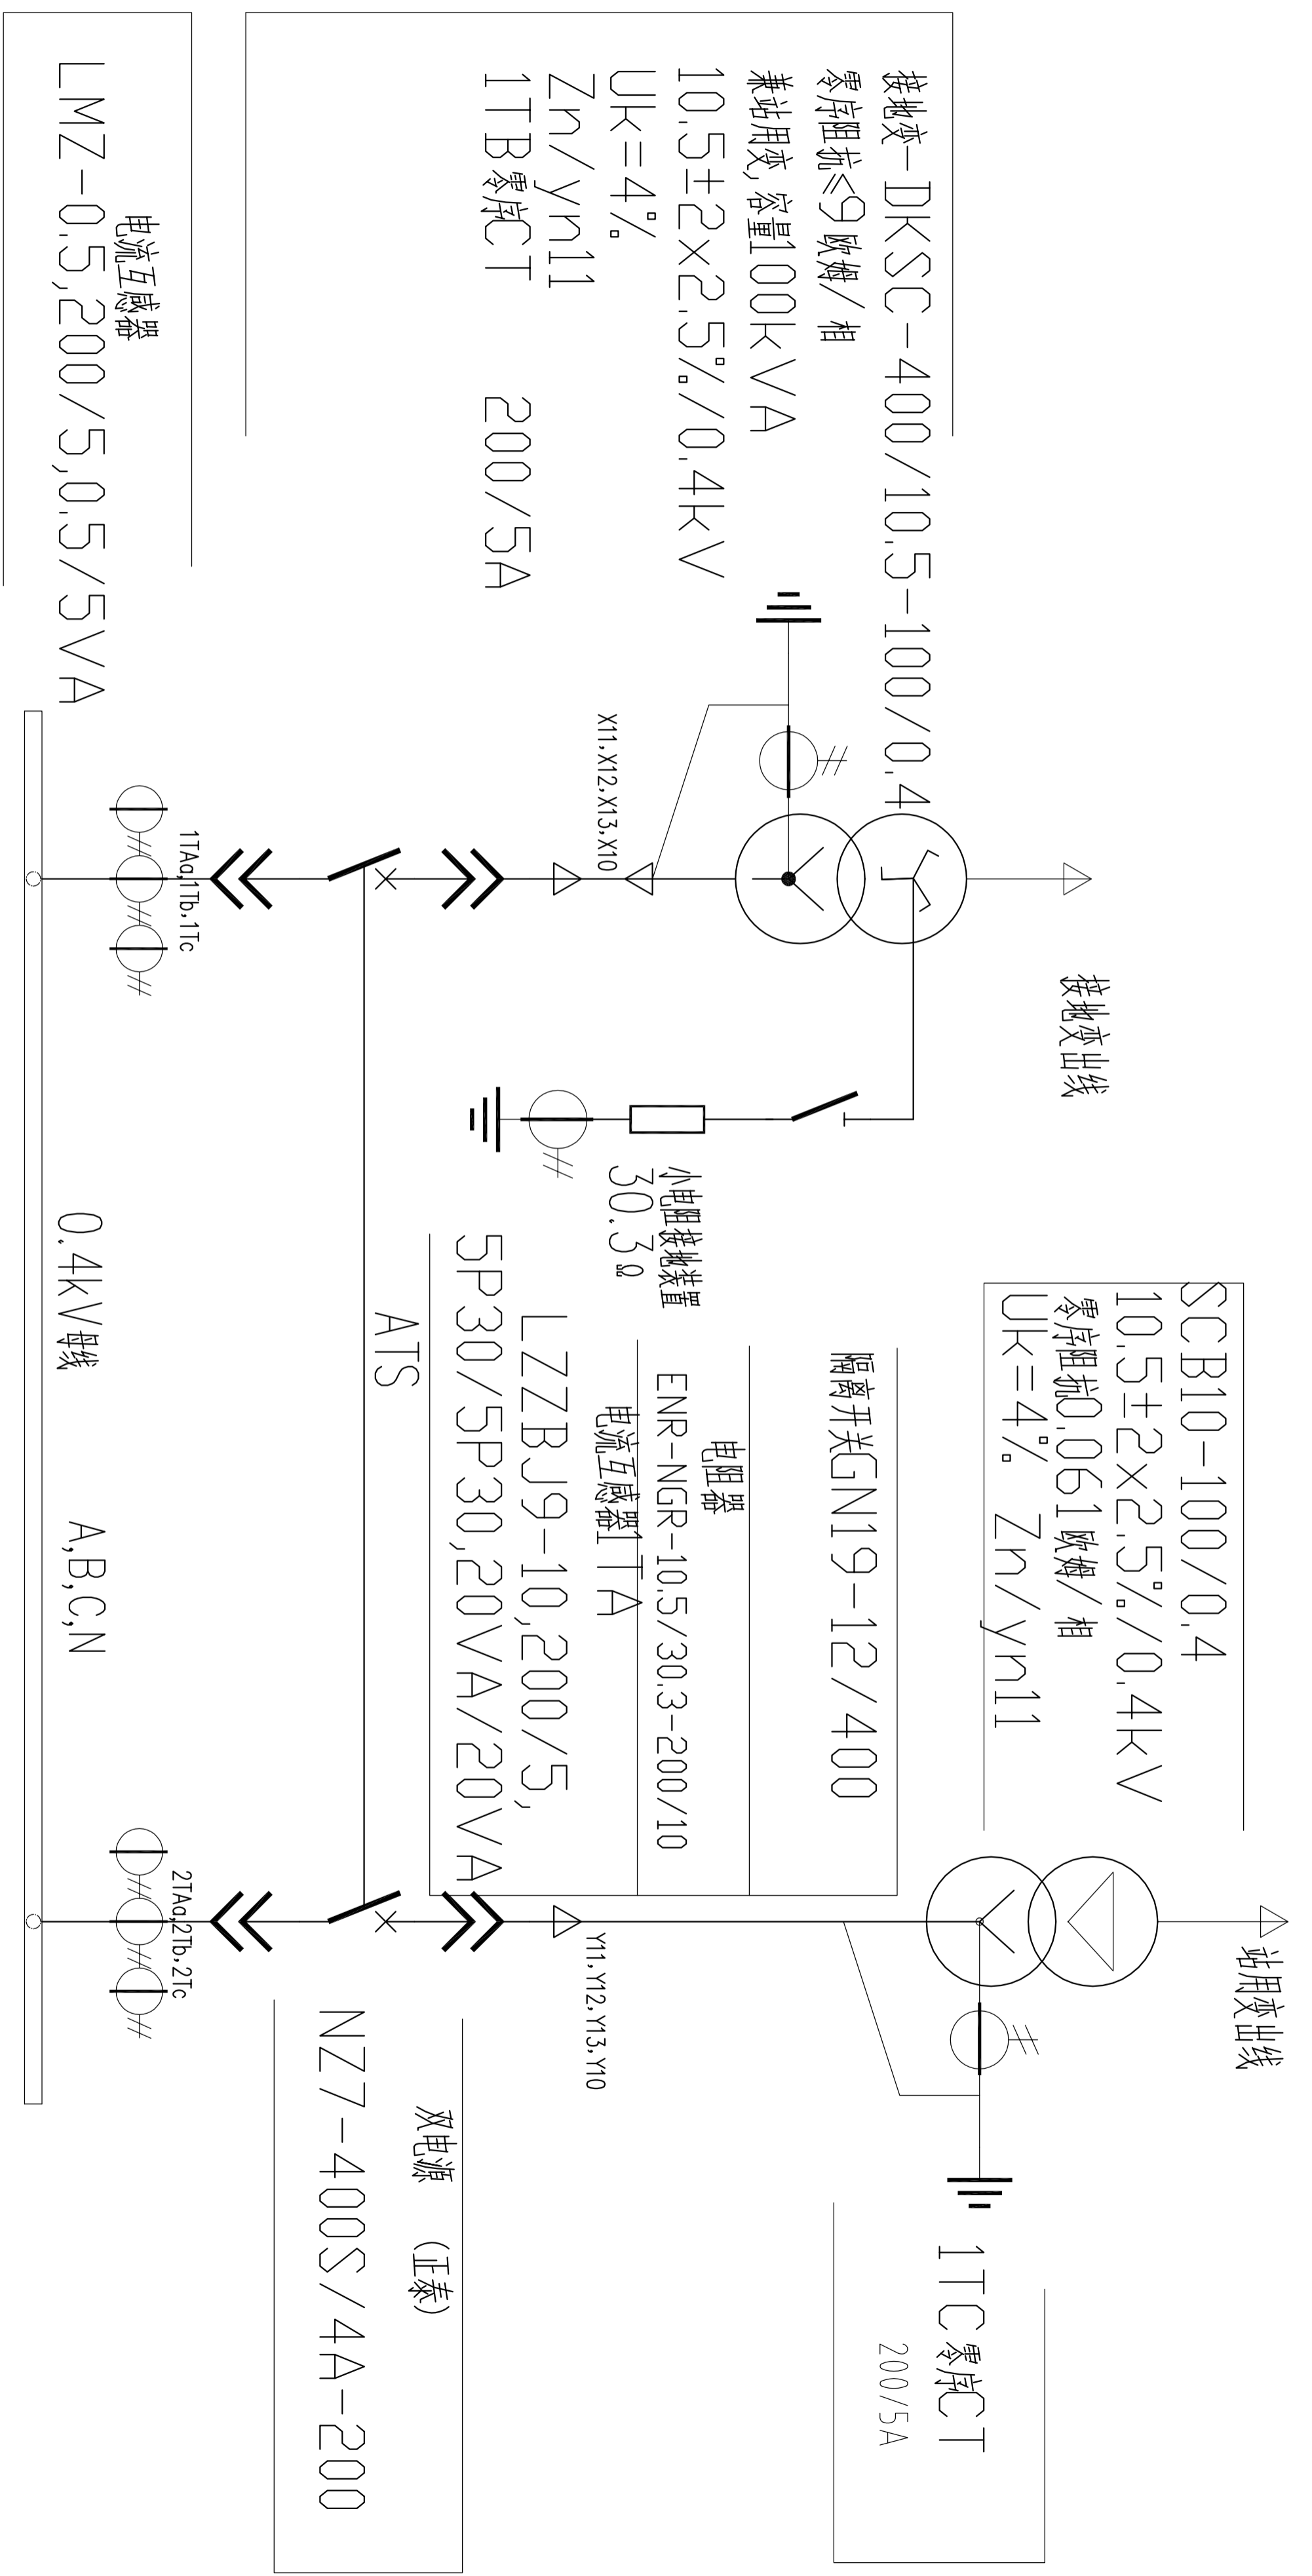 接地变-DKSC-400/10.5-100/0.4
零序阻抗≤9欧姆/相
兼站用变,容量100kVA
10.5±2×2.5%/0.4kV
Uk=4%
Zn/yn11
1TB零序CT 200/5A
电流互感器
LMZ-0.5,200/5,0.5/5VA
接地变出线
X11,X12,X13,X10
1TAa,1Tb,1Tc
小电阻接地装置
30.3Ω
SCB10-100/0.4
10.5±2×2.5%/0.4kV
零序阻抗0.061欧姆/相
Uk=4% Zn/yn11
隔离开关GN19-12/400
电阻器
ENR-NGR-10.5/30.3-200/10
电流互感器1TA
LZZBJ9-10,200/5,
5P30/5P30,20VA/20VA
ATS
0.4kV母线 A,B,C,N
站用变出线
Y11,Y12,Y13,Y10
2TAa,2Tb,2Tc
1TC零序CT
200/5A
双电源 (正泰)
NZ7-400S/4A-200